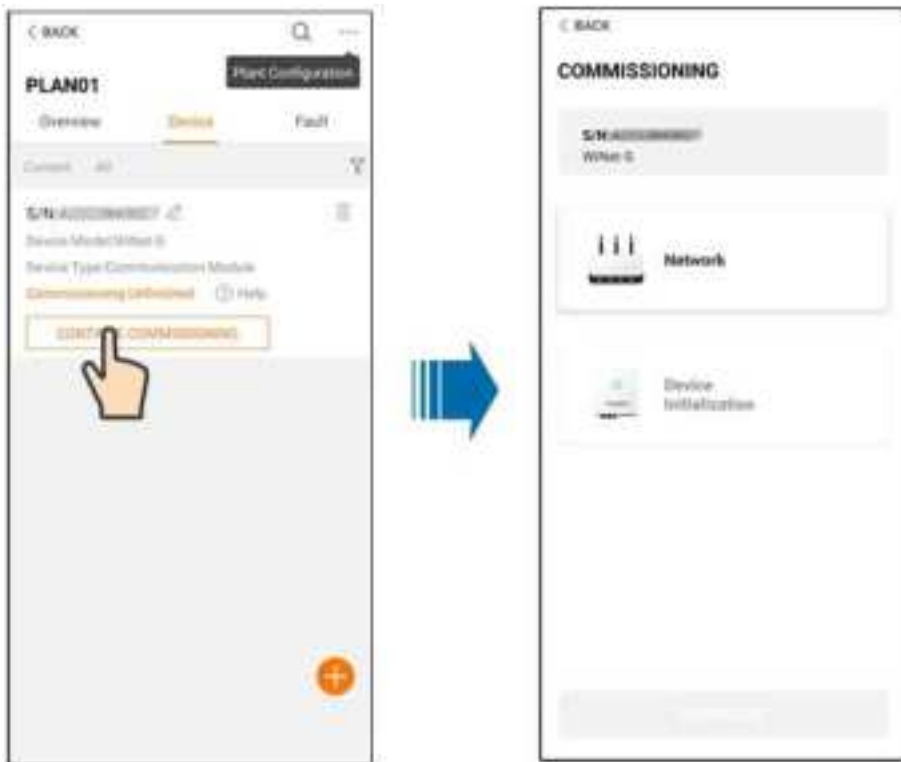 < BACK
Plant Configuration
PLAN01
Overview Device Fault
Current All
S/N:
Device Model:WiNet-S
Device Type:Communication Module
Commissioning Unfinished ? Help
COMMISSIONING
< BACK
COMMISSIONING
S/N:
WiNet-S
Network
Device
Initialization